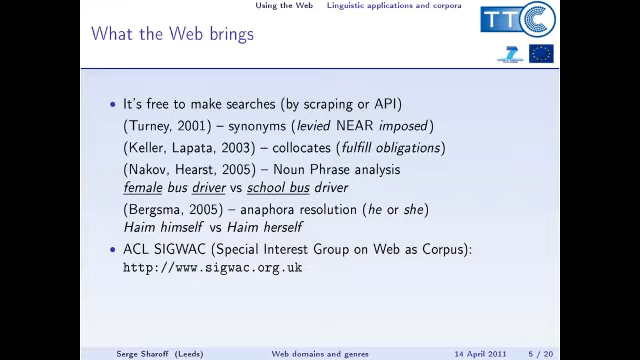 Using the Web Linguistic applications and corpora
What the Web brings
TTC
7
• It's free to make searches (by scraping or API)
(Turney, 2001) – synonyms (levied NEAR imposed)
(Keller, Lapata, 2003) – collocates (fulfill obligations)
(Nakov, Hearst, 2005) – Noun Phrase analysis
female bus driver vs school bus driver
(Bergsma, 2005) – anaphora resolution (he or she)
Haim himself vs Haim herself
• ACL SIGWAC (Special Interest Group on Web as Corpus):
http://www.sigwac.org.uk
Serge Sharoff (Leeds) Web domains and genres 14 April 2011 5 / 20